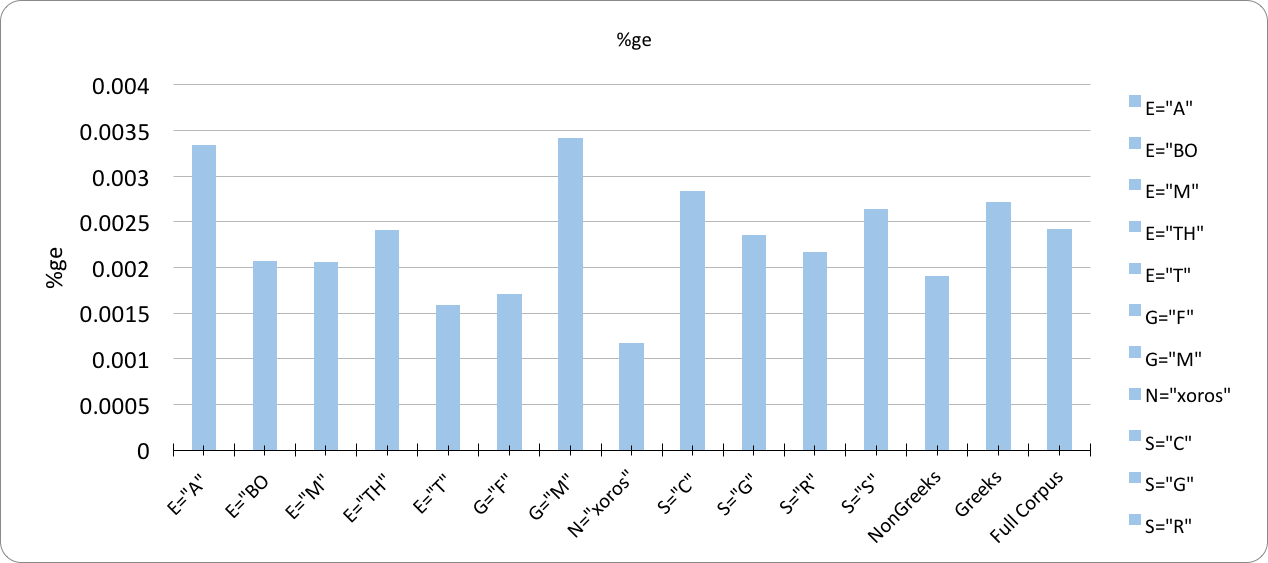 %ge
0.004
0.0035
0.003
0.0025
0.002
0.0015
0.001
0.0005
0
%ge
E="A"
E="BO
E="M"
E="TH"
E="T"
G="F"
G="M"
N="xoros"
S="C"
S="G"
S="R"
S="S"
NonGreeks
Greeks
Full Corpus
E="A"
E="BO
E="M"
E="TH"
E="T"
G="F"
G="M"
N="xoros"
S="C"
S="G"
S="R"